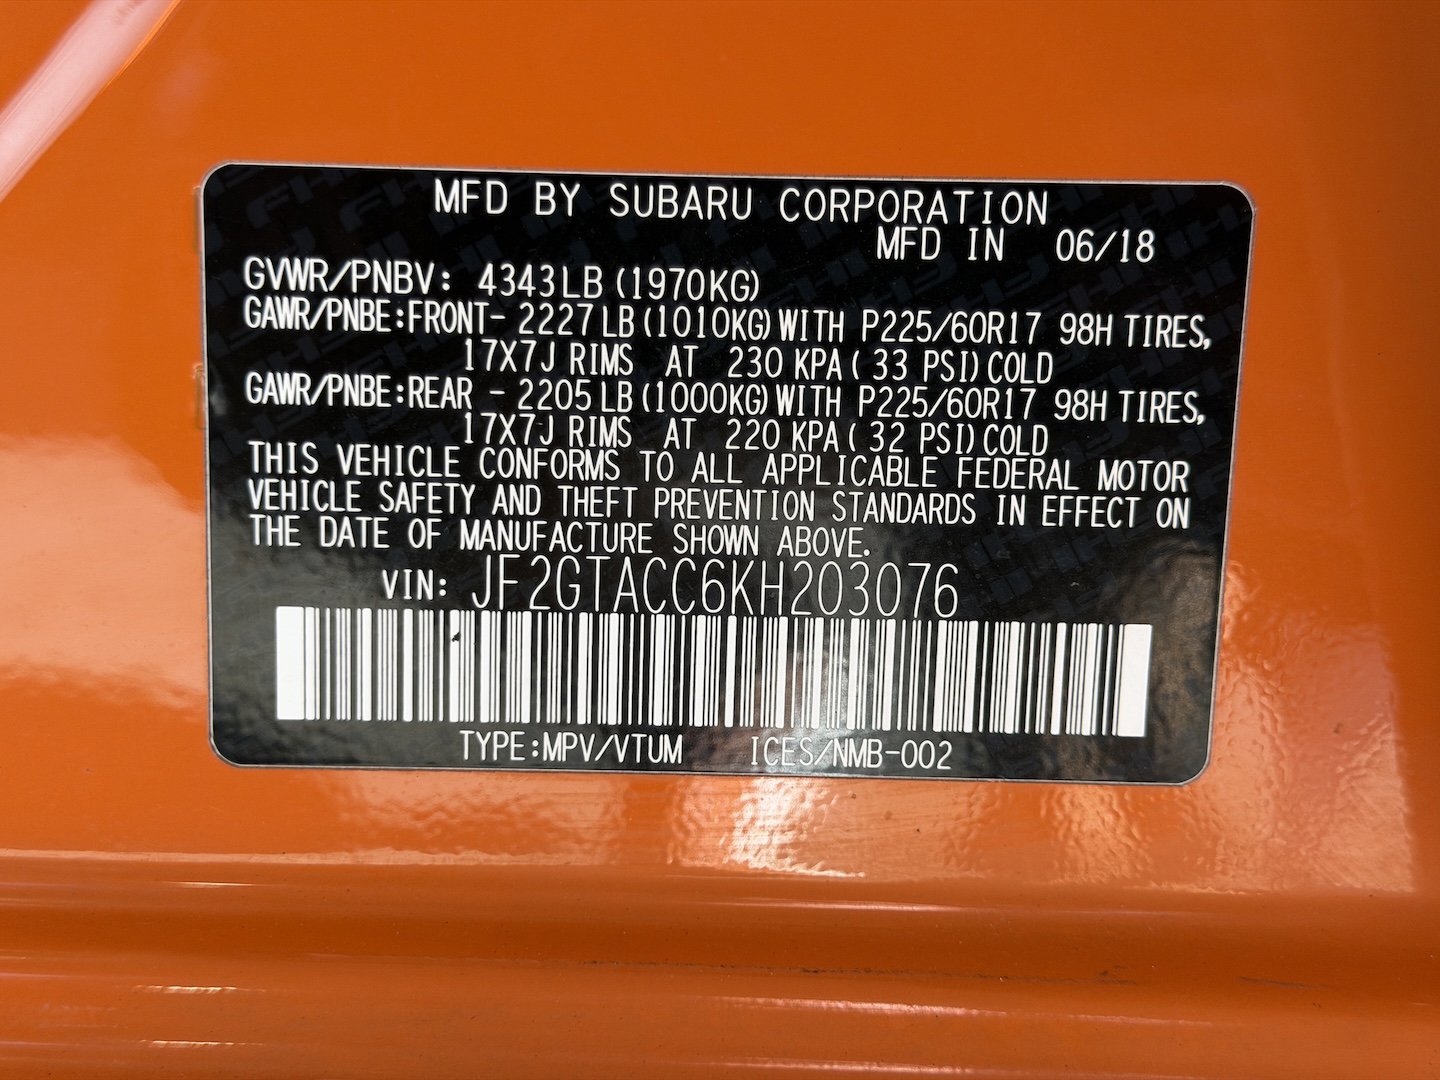 MFD BY SUBARU CORPORATION
MFD IN 06/18
GVWR/PNBV: 4343LB (1970KG)
GAWR/PNBE:FRONT- 2227LB (1010KG) WITH P225/60R17 98H TIRES,
17X7J RIMS AT 230 KPA ( 33 PSI) COLD
GAWR/PNBE:REAR - 2205LB (1000KG) WITH P225/60R17 98H TIRES,
17X7J RIMS AT 220 KPA ( 32 PSI) COLD
THIS VEHICLE CONFORMS TO ALL APPLICABLE FEDERAL MOTOR
VEHICLE SAFETY AND THEFT PREVENTION STANDARDS IN EFFECT ON
THE DATE OF MANUFACTURE SHOWN ABOVE.
VIN: JF2GTACC6KH203076
TYPE:MPV/VTUM ICES/NMB-002